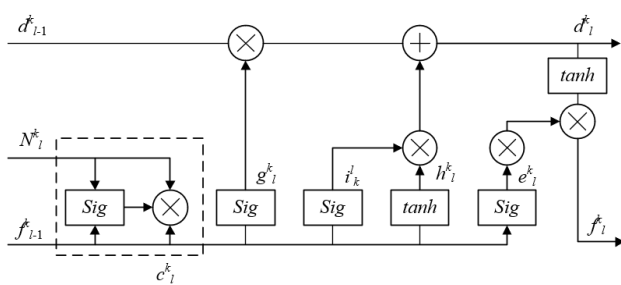 d^k_{l-1} d^k_l
tanh
N^k_l
g^k_l i^l_k h^k_l e^k_l
Sig Sig Sig tanh Sig
f^k_{l-1} f^k_l
c^k_l